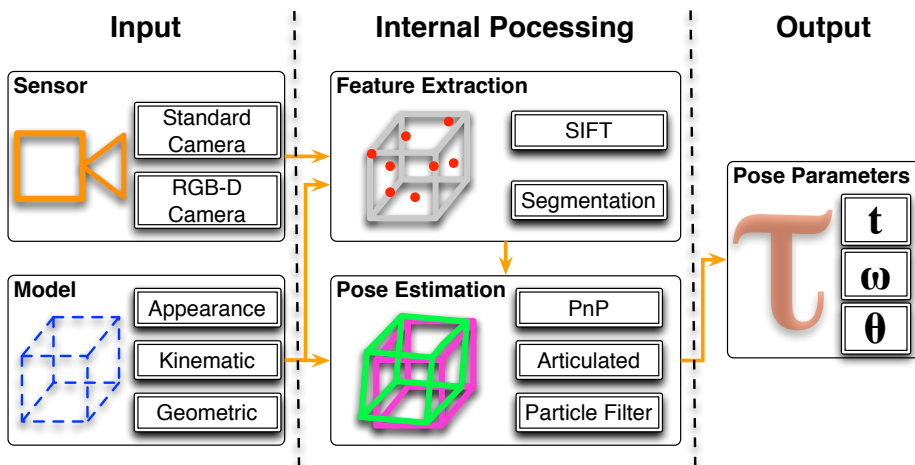 Input
Internal Pocessing
Output
Sensor
Standard
Camera
RGB-D
Camera
Feature Extraction
SIFT
Segmentation
Model
Appearance
Kinematic
Geometric
Pose Estimation
PnP
Articulated
Particle Filter
Pose Parameters
τ
t
ω
θ